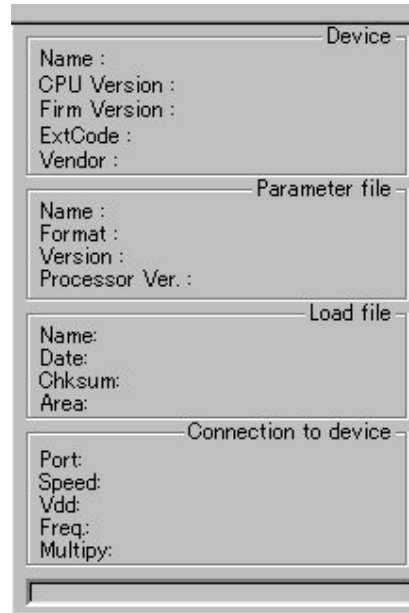 Device
Name :
CPU Version :
Firm Version :
ExtCode :
Vendor :
Parameter file
Name :
Format :
Version :
Processor Ver. :
Load file
Name:
Date:
Chksum:
Area:
Connection to device
Port:
Speed:
Vdd:
Freq.:
Multipy: